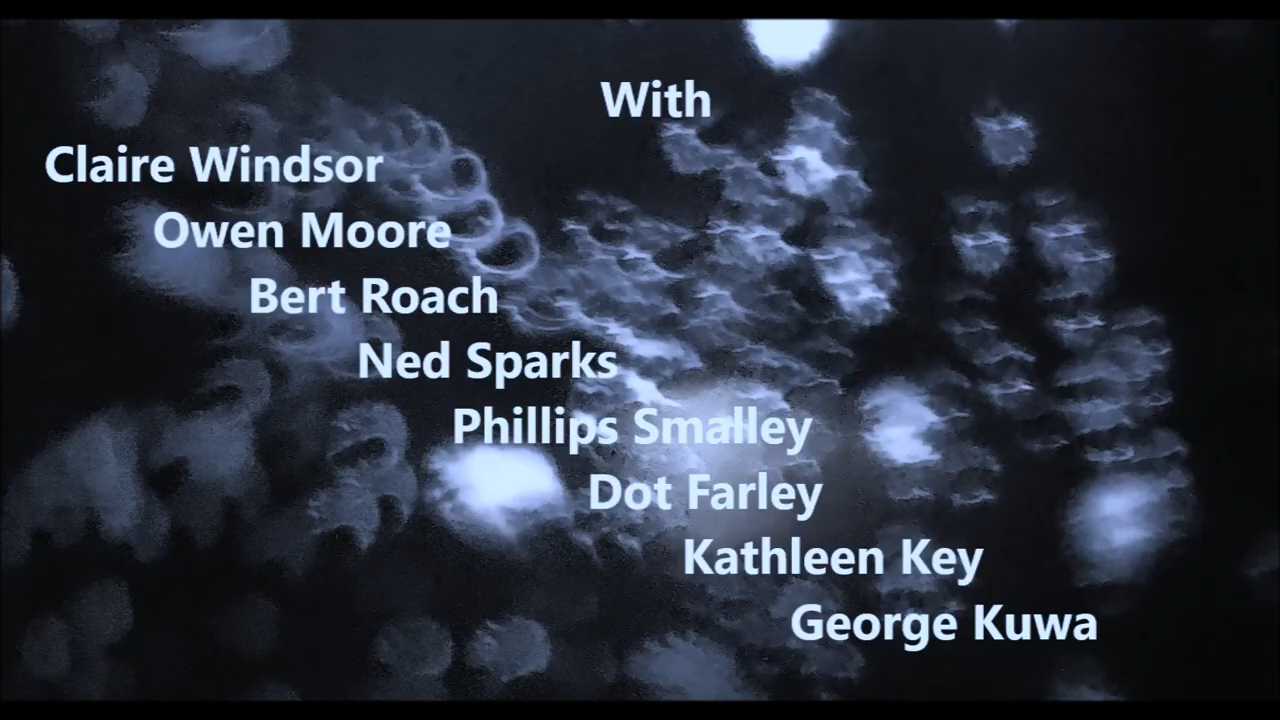 With
Claire Windsor
Owen Moore
Bert Roach
Ned Sparks
Phillips Smalley
Dot Farley
Kathleen Key
George Kuwa